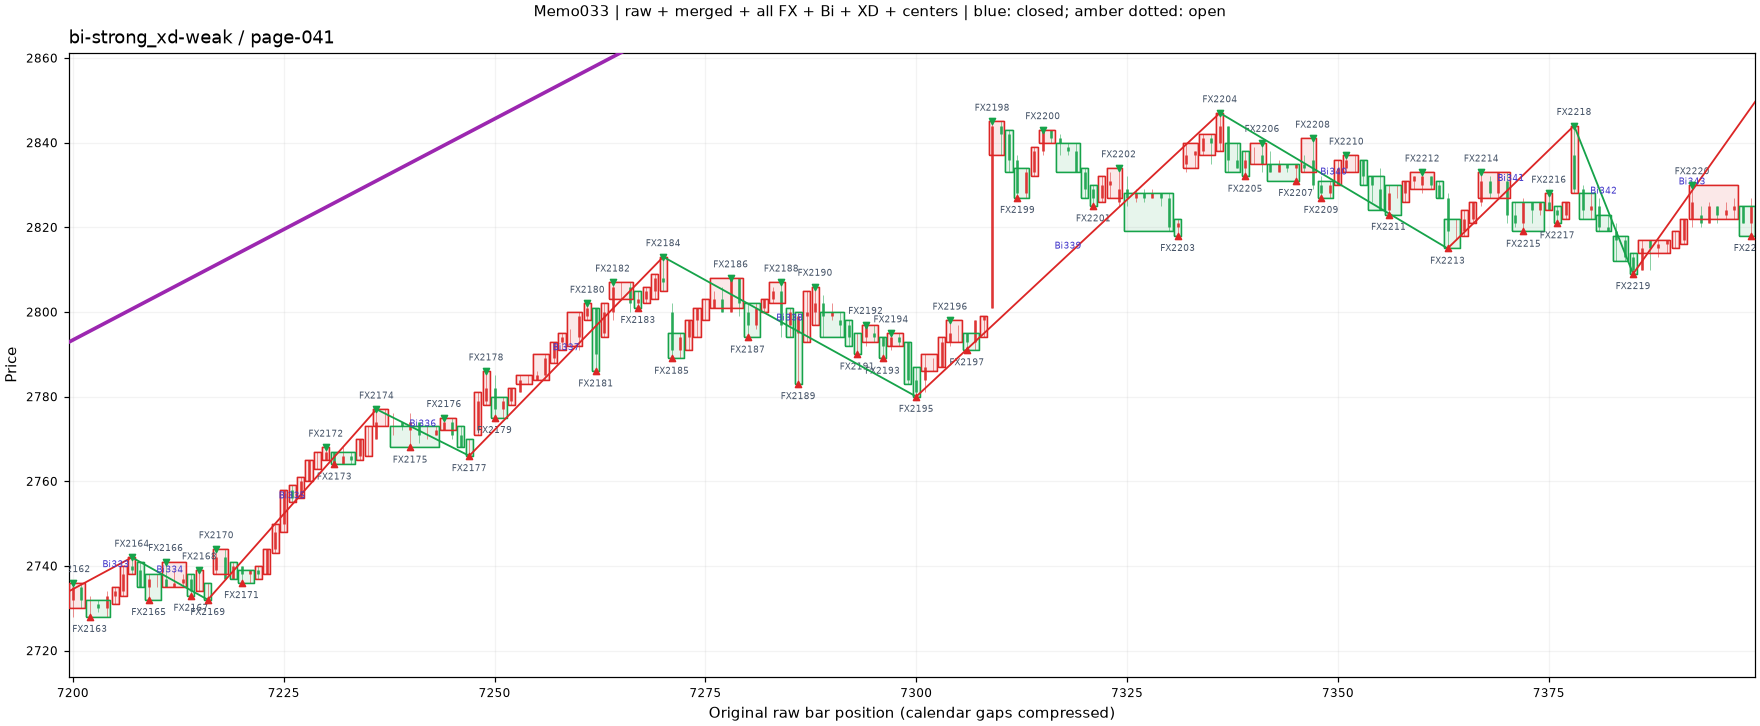 Memo033 | raw + merged + all FX + Bi + XD + centers | blue: closed; amber dotted: open
bi-strong_xd-weak / page-041
2860
2840
2820
2800
2780
2760
2740
2720
Price
FX2198
FX2200
FX2204
FX2206
FX2208
FX2210
FX2218
FX2202
FX2212
FX2214
FX2216
FX2220
Bi340
Bi341
Bi342
Bi343
FX2199
FX2201
FX2203
FX2205
FX2207
FX2209
FX2211
FX2213
FX2215
FX2217
FX2219
FX22
Bi339
FX2184
FX2182
FX2186
FX2188
FX2190
FX2180
FX2183
FX2185
FX2187
FX2189
FX2192
FX2194
FX2196
FX2193
FX2197
FX2195
FX2181
FX2178
FX2174
FX2176
Bi336
FX2179
FX2172
FX2175
FX2177
FX2173
FX2170
FX2164
FX2166
FX2168
Bi334
2162
FX2163
FX2165
FX2169
FX2171
7200
7225
7250
7275
7300
7325
7350
7375
Original raw bar position (calendar gaps compressed)